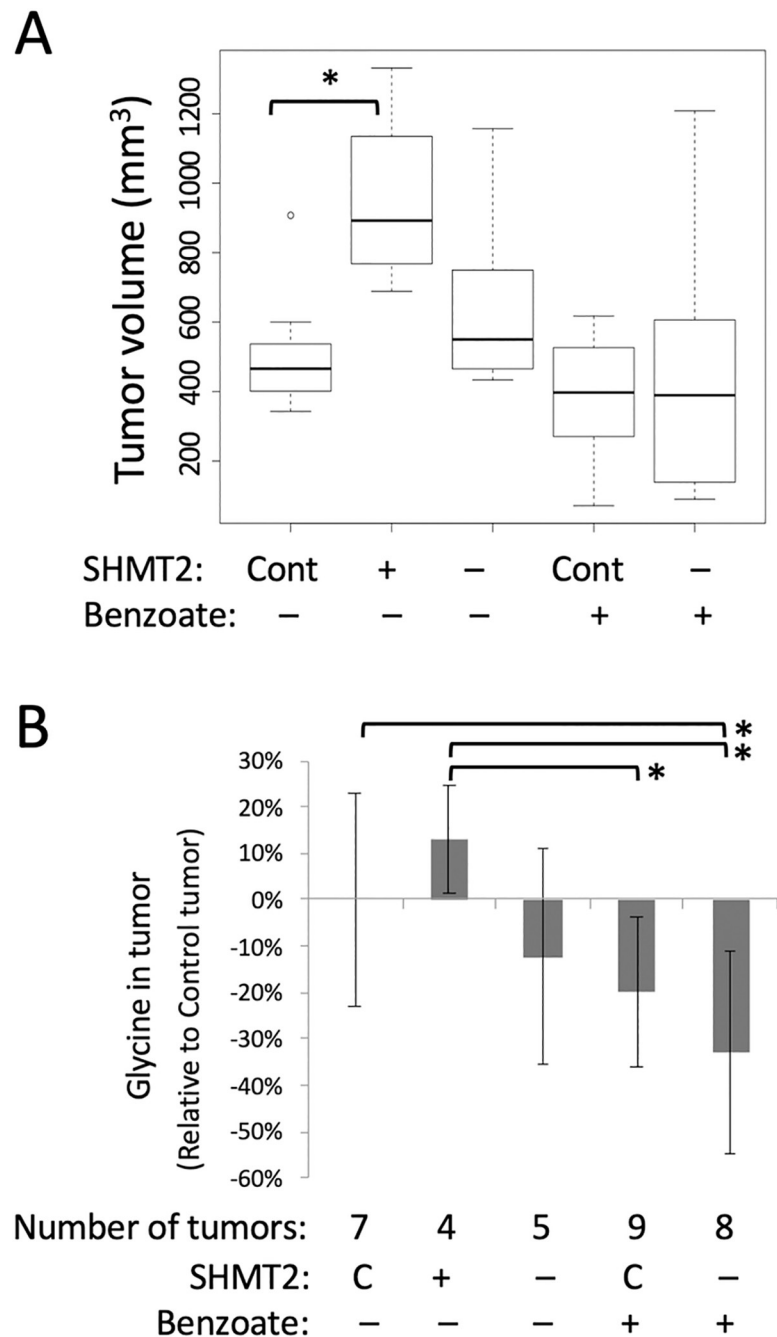 A
Tumor volume (mm³)
1200
1000
800
600
400
200
*
SHMT2: Cont + − Cont −
Benzoate: − − − + +
B
Glycine in tumor
(Relative to Control tumor)
30%
20%
10%
0%
-10%
-20%
-30%
-40%
-50%
-60%
*
*
*
Number of tumors: 7 4 5 9 8
SHMT2: C + − C −
Benzoate: − − − + +